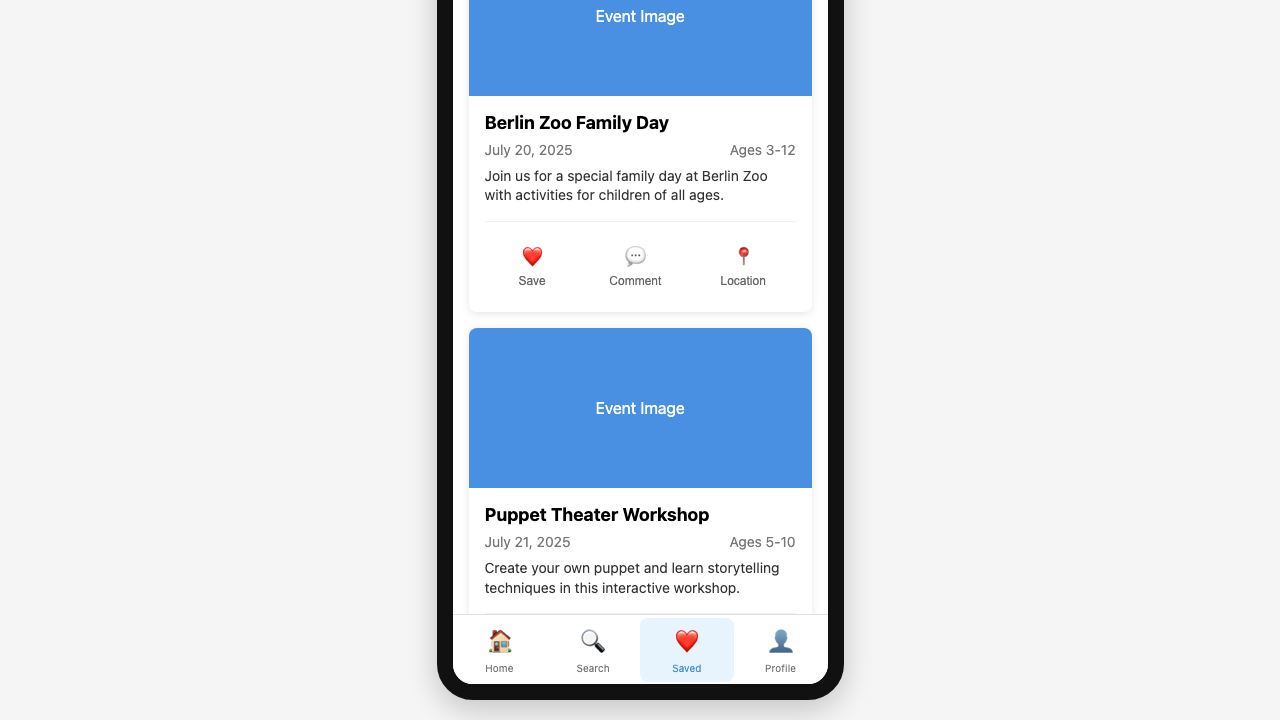 Event Image
Berlin Zoo Family Day
July 20, 2025 Ages 3-12
Join us for a special family day at Berlin Zoo
with activities for children of all ages.
Save Comment Location
Event Image
Puppet Theater Workshop
July 21, 2025 Ages 5-10
Create your own puppet and learn storytelling
techniques in this interactive workshop.
Home Search Saved Profile